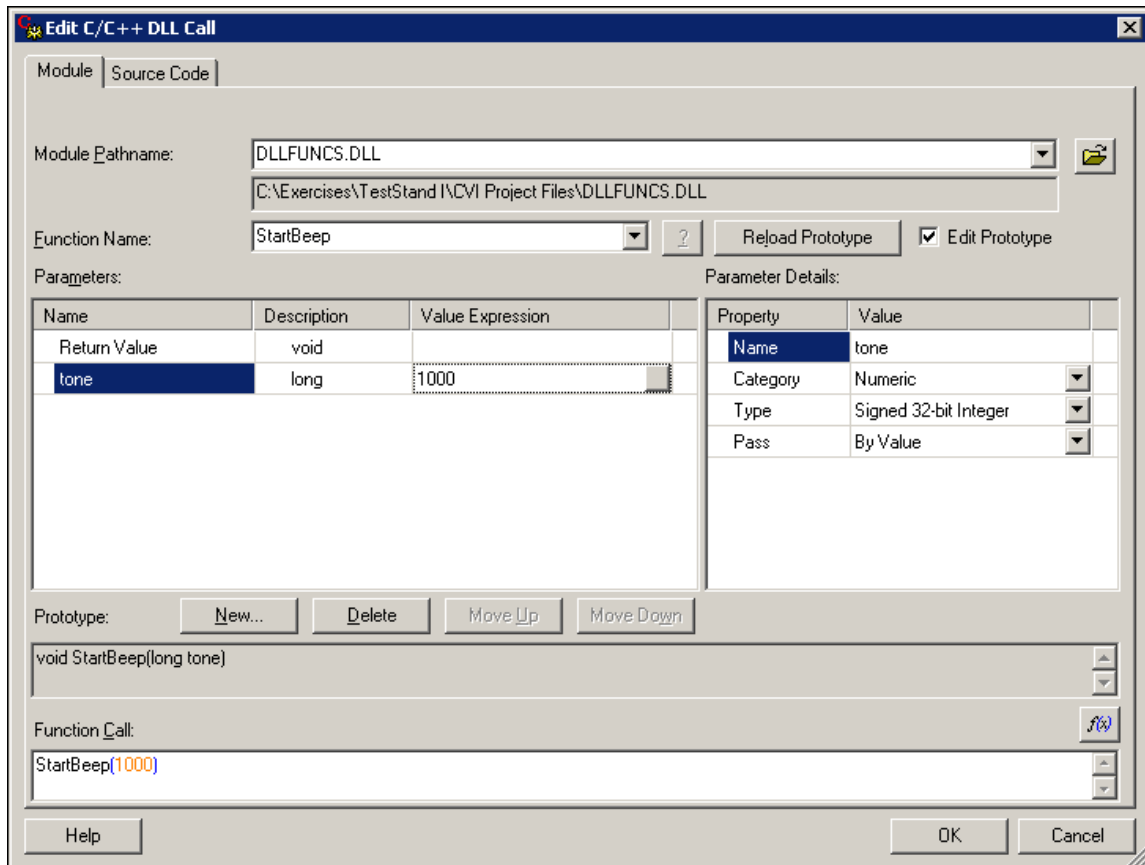 Edit C/C++ DLL Call
Module Source Code
Module Pathname: DLLFUNCS.DLL
C:\Exercises\TestStand I\CVI Project Files\DLLFUNCS.DLL
Function Name: StartBeep ? Reload Prototype Edit Prototype
Parameters: Parameter Details:
Name Description Value Expression Property Value
Return Value void Name tone
tone long 1000 Category Numeric
Type Signed 32-bit Integer
Pass By Value
Prototype: New... Delete Move Up Move Down
void StartBeep(long tone)
Function Call: f(x)
StartBeep(1000)
Help OK Cancel